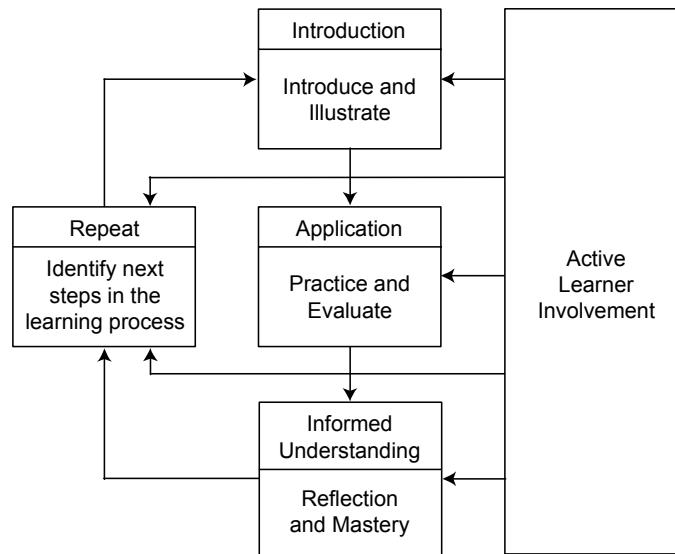 Introduction
Introduce and
Illustrate
Repeat
Identify next
steps in the
learning process
Application
Practice and
Evaluate
Informed
Understanding
Reflection
and Mastery
Active
Learner
Involvement